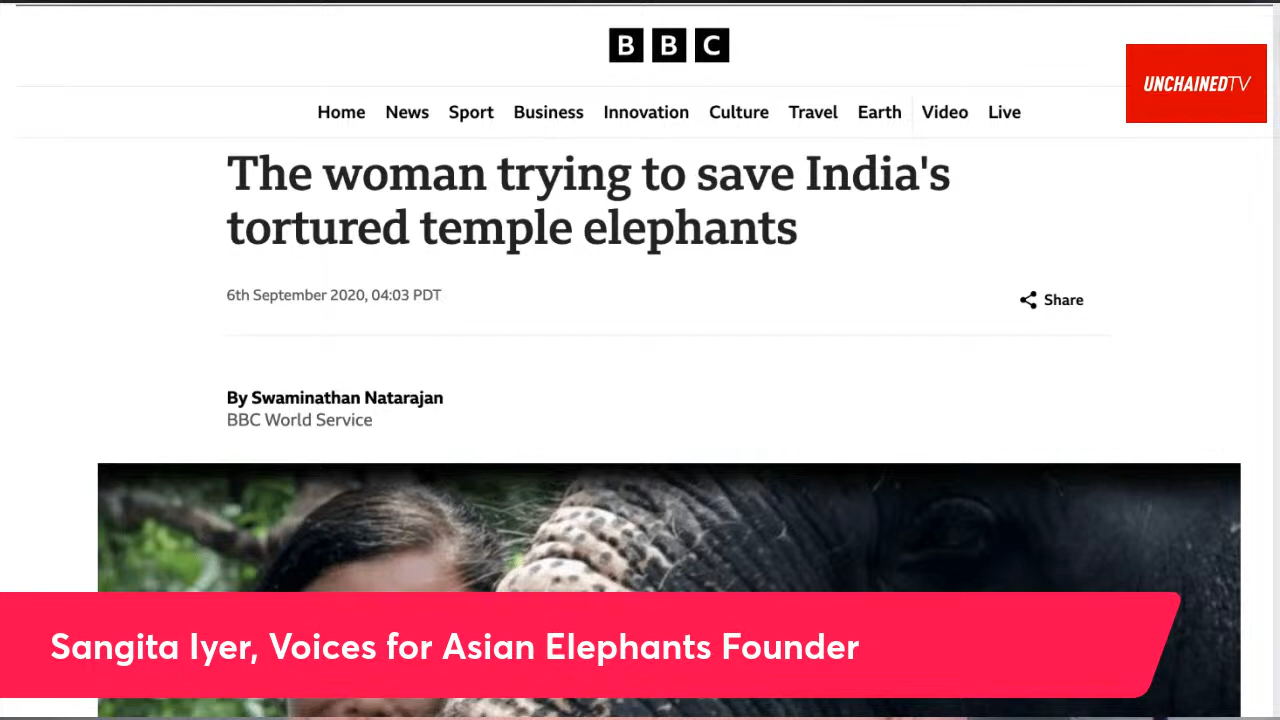 BBC
UNCHAINEDTV
Home News Sport Business Innovation Culture Travel Earth Video Live
The woman trying to save India's
tortured temple elephants
6th September 2020, 04:03 PDT
Share
By Swaminathan Natarajan
BBC World Service
Sangita Iyer, Voices for Asian Elephants Founder